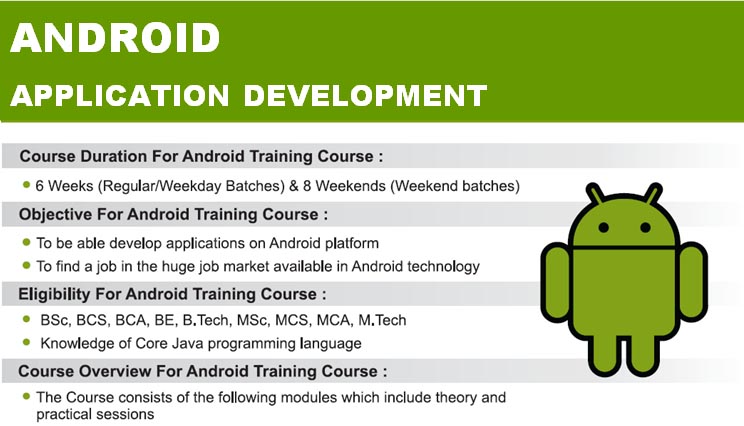 ANDROID
APPLICATION DEVELOPMENT
Course Duration For Android Training Course :
6 Weeks (Regular/Weekday Batches) & 8 Weekends (Weekend batches)
Objective For Android Training Course :
To be able develop applications on Android platform
To find a job in the huge job market available in Android technology
Eligibility For Android Training Course :
BSc, BCS, BCA, BE, B.Tech, MSc, MCS, MCA, M.Tech
Knowledge of Core Java programming language
Course Overview For Android Training Course :
The Course consists of the following modules which include theory and
practical sessions